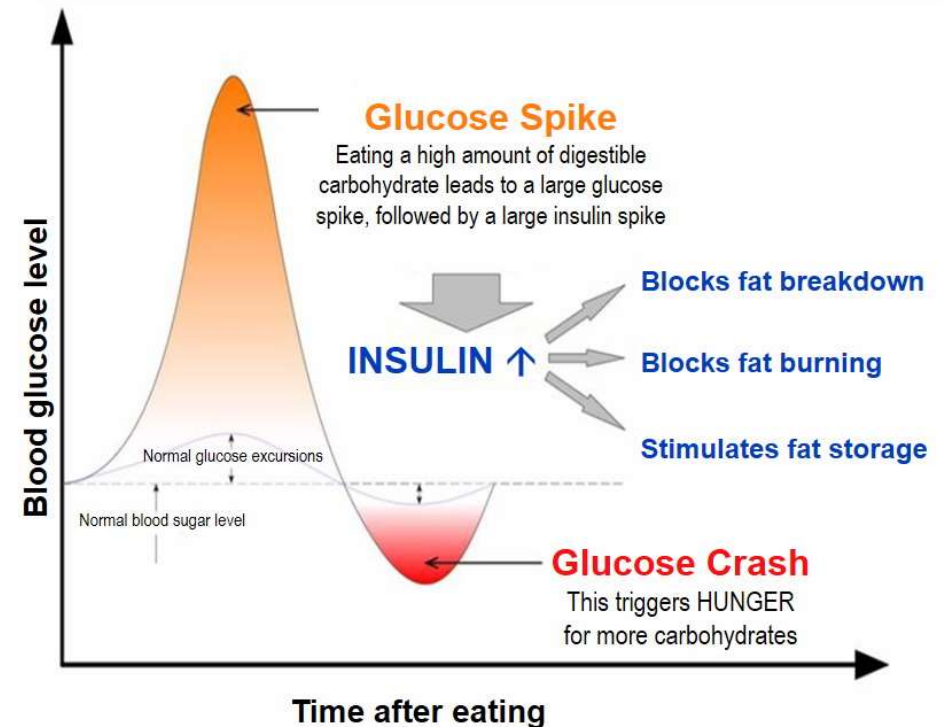 Blood glucose level
Glucose Spike
Eating a high amount of digestible
carbohydrate leads to a large glucose
spike, followed by a large insulin spike
INSULIN ↑
Blocks fat breakdown
Blocks fat burning
Stimulates fat storage
Normal glucose excursions
Normal blood sugar level
Glucose Crash
This triggers HUNGER
for more carbohydrates
Time after eating